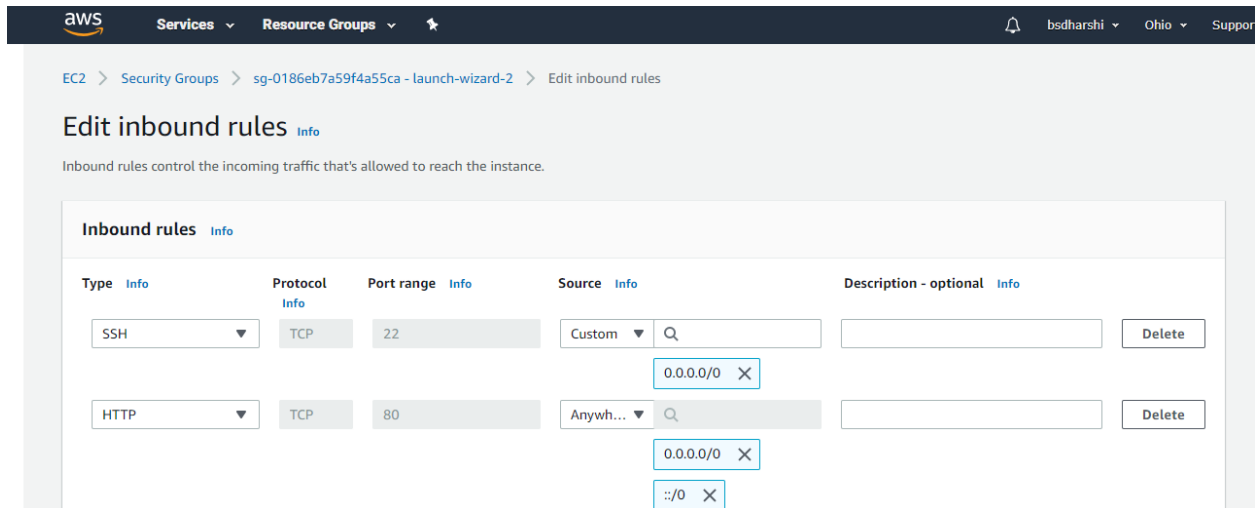 aws Services Resource Groups bsdharshi Ohio Suppor
EC2 > Security Groups > sg-0186eb7a59f4a55ca - launch-wizard-2 > Edit inbound rules
Edit inbound rules Info
Inbound rules control the incoming traffic that's allowed to reach the instance.
Inbound rules Info
Type Info Protocol Info Port range Info Source Info Description - optional Info
SSH TCP 22 Custom Delete
0.0.0.0/0
HTTP TCP 80 Anywh... Delete
0.0.0.0/0
::/0